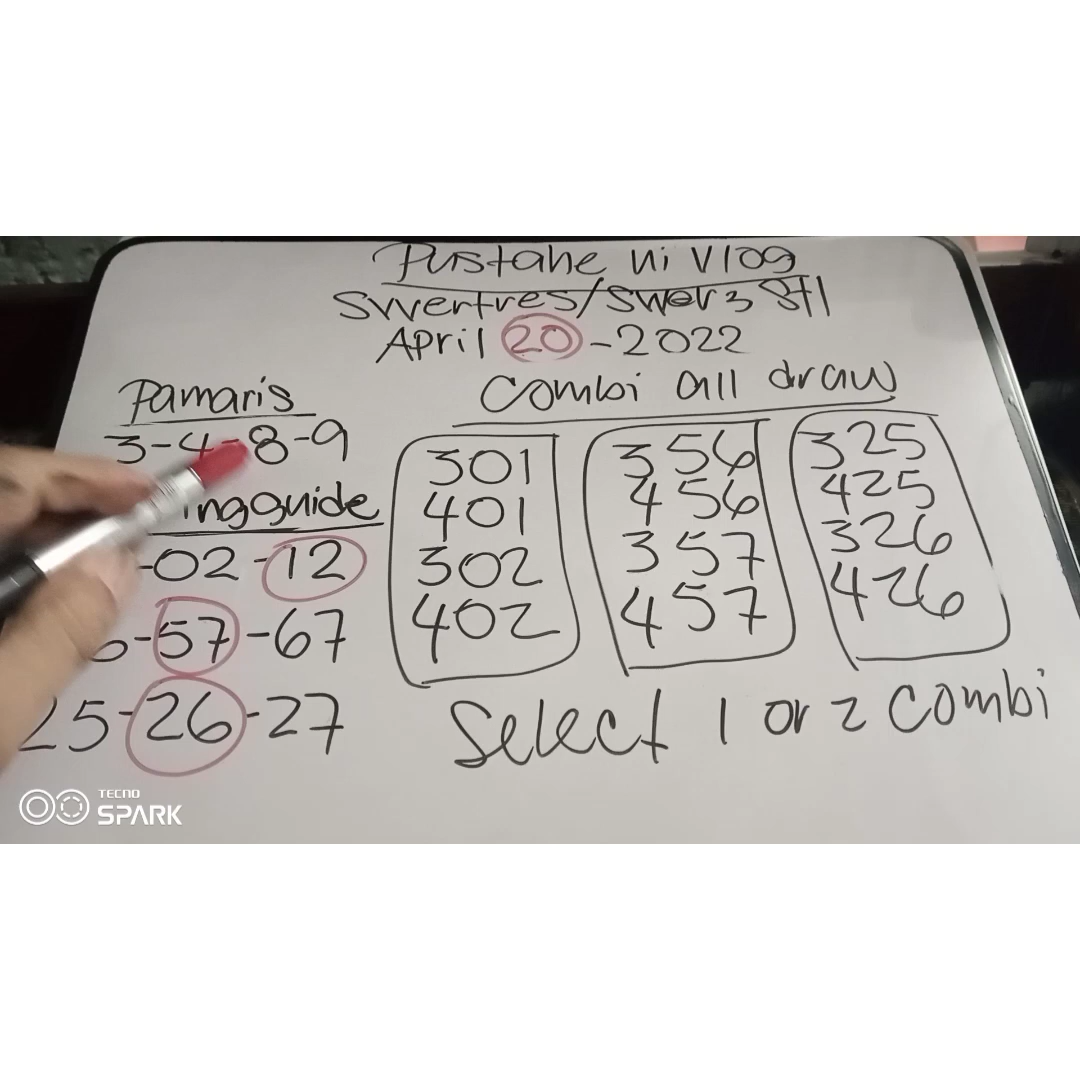 Pustahe ni Vlog
Swertres/Swer3 Stl
April 20-2022
Pamaris
3-4-8-9
ingguide
-02-12
-57-67
25-26-27
Combi all draw
301
401
302
402
356
456
357
457
325
425
326
426
Select 1 or 2 combi
TECNO
SPARK